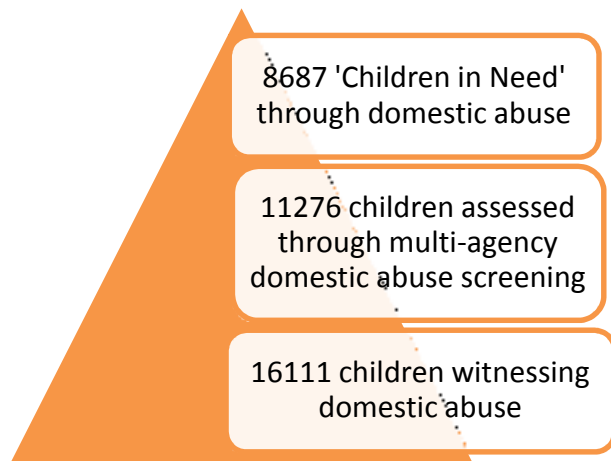 8687 'Children in Need'
through domestic abuse
11276 children assessed
through multi-agency
domestic abuse screening
16111 children witnessing
domestic abuse